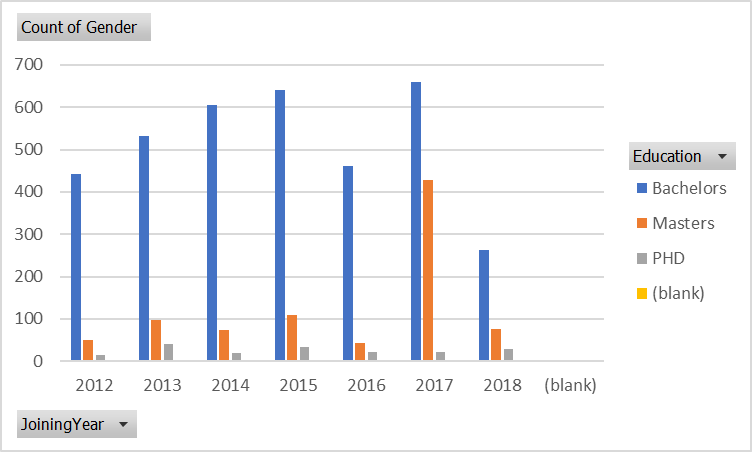 Count of Gender
700
600
500
400
300
200
100
0
2012 2013 2014 2015 2016 2017 2018 (blank)
JoiningYear
Education
Bachelors
Masters
PHD
(blank)